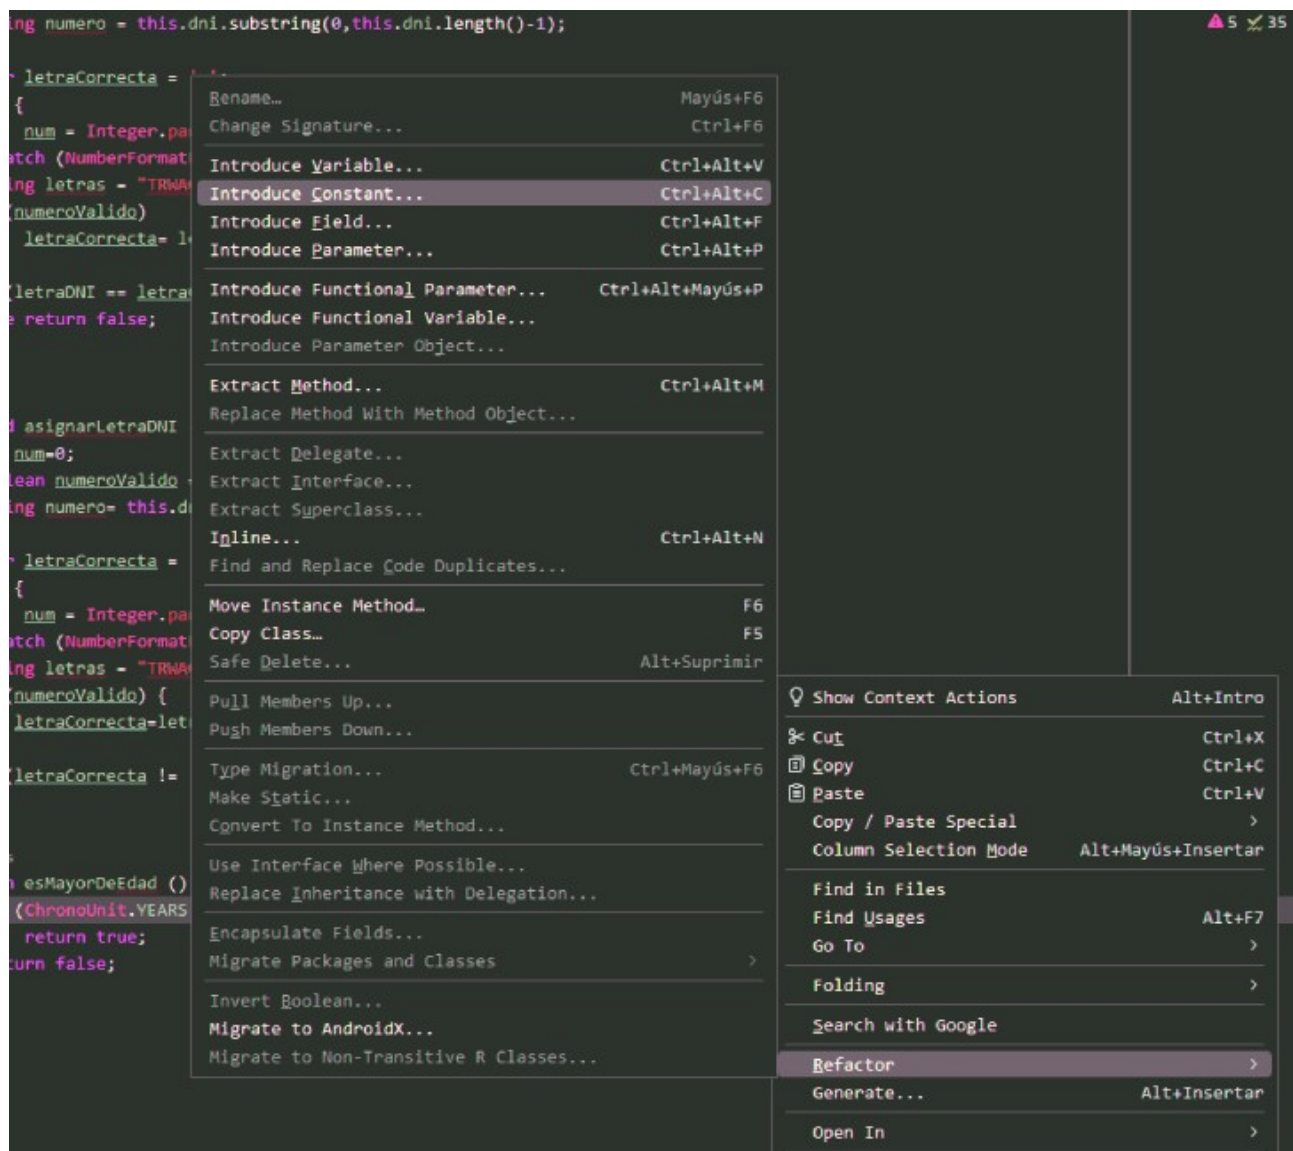 ing numero = this.dni.substring(0,this.dni.length()-1);
5 35
letraCorrecta =
{
num = Integer.pa
atch (NumberFormat
ing letras = "TRWA
(numeroValido)
letraCorrecta= l
(letraDNI == letra
return false;
asignarLetraDNI
num=0;
lean numeroValido
ing numero= this.d
letraCorrecta =
{
num = Integer.pa
atch (NumberFormat
ing letras = "TRWA
(numeroValido) {
letraCorrecta=let
(letraCorrecta !=
esMayorDeEdad ()
(ChronoUnit.YEARS
return true;
urn false;
Rename… Mayús+F6
Change Signature... Ctrl+F6
Introduce Variable... Ctrl+Alt+V
Introduce Constant... Ctrl+Alt+C
Introduce Field... Ctrl+Alt+F
Introduce Parameter... Ctrl+Alt+P
Introduce Functional Parameter... Ctrl+Alt+Mayús+P
Introduce Functional Variable...
Introduce Parameter Object...
Extract Method... Ctrl+Alt+M
Replace Method With Method Object...
Extract Delegate...
Extract Interface...
Extract Superclass...
Inline... Ctrl+Alt+N
Find and Replace Code Duplicates...
Move Instance Method… F6
Copy Class… F5
Safe Delete... Alt+Suprimir
Pull Members Up...
Push Members Down...
Type Migration... Ctrl+Mayús+F6
Make Static...
Convert To Instance Method...
Use Interface Where Possible...
Replace Inheritance with Delegation...
Encapsulate Fields...
Migrate Packages and Classes
Invert Boolean...
Migrate to AndroidX...
Migrate to Non-Transitive R Classes...
Show Context Actions Alt+Intro
Cut Ctrl+X
Copy Ctrl+C
Paste Ctrl+V
Copy / Paste Special
Column Selection Mode Alt+Mayús+Insertar
Find in Files
Find Usages Alt+F7
Go To
Folding
Search with Google
Refactor
Generate... Alt+Insertar
Open In